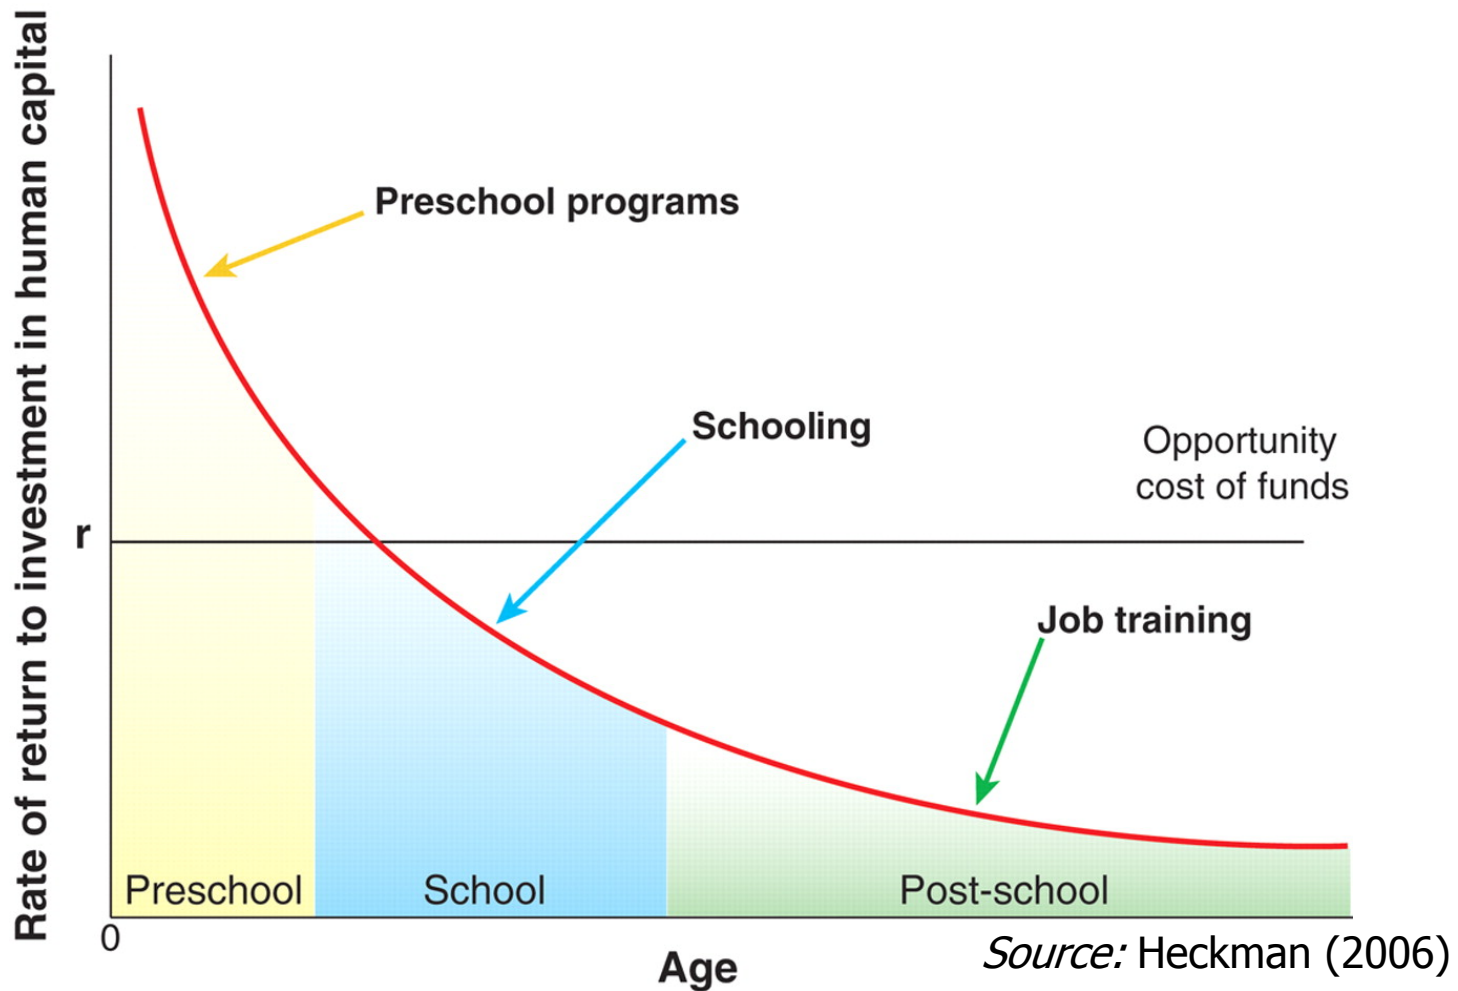 Rate of return to investment in human capital
Preschool programs
Schooling
Opportunity
cost of funds
r
Job training
Preschool
School
Post-school
0
Age
Source: Heckman (2006)